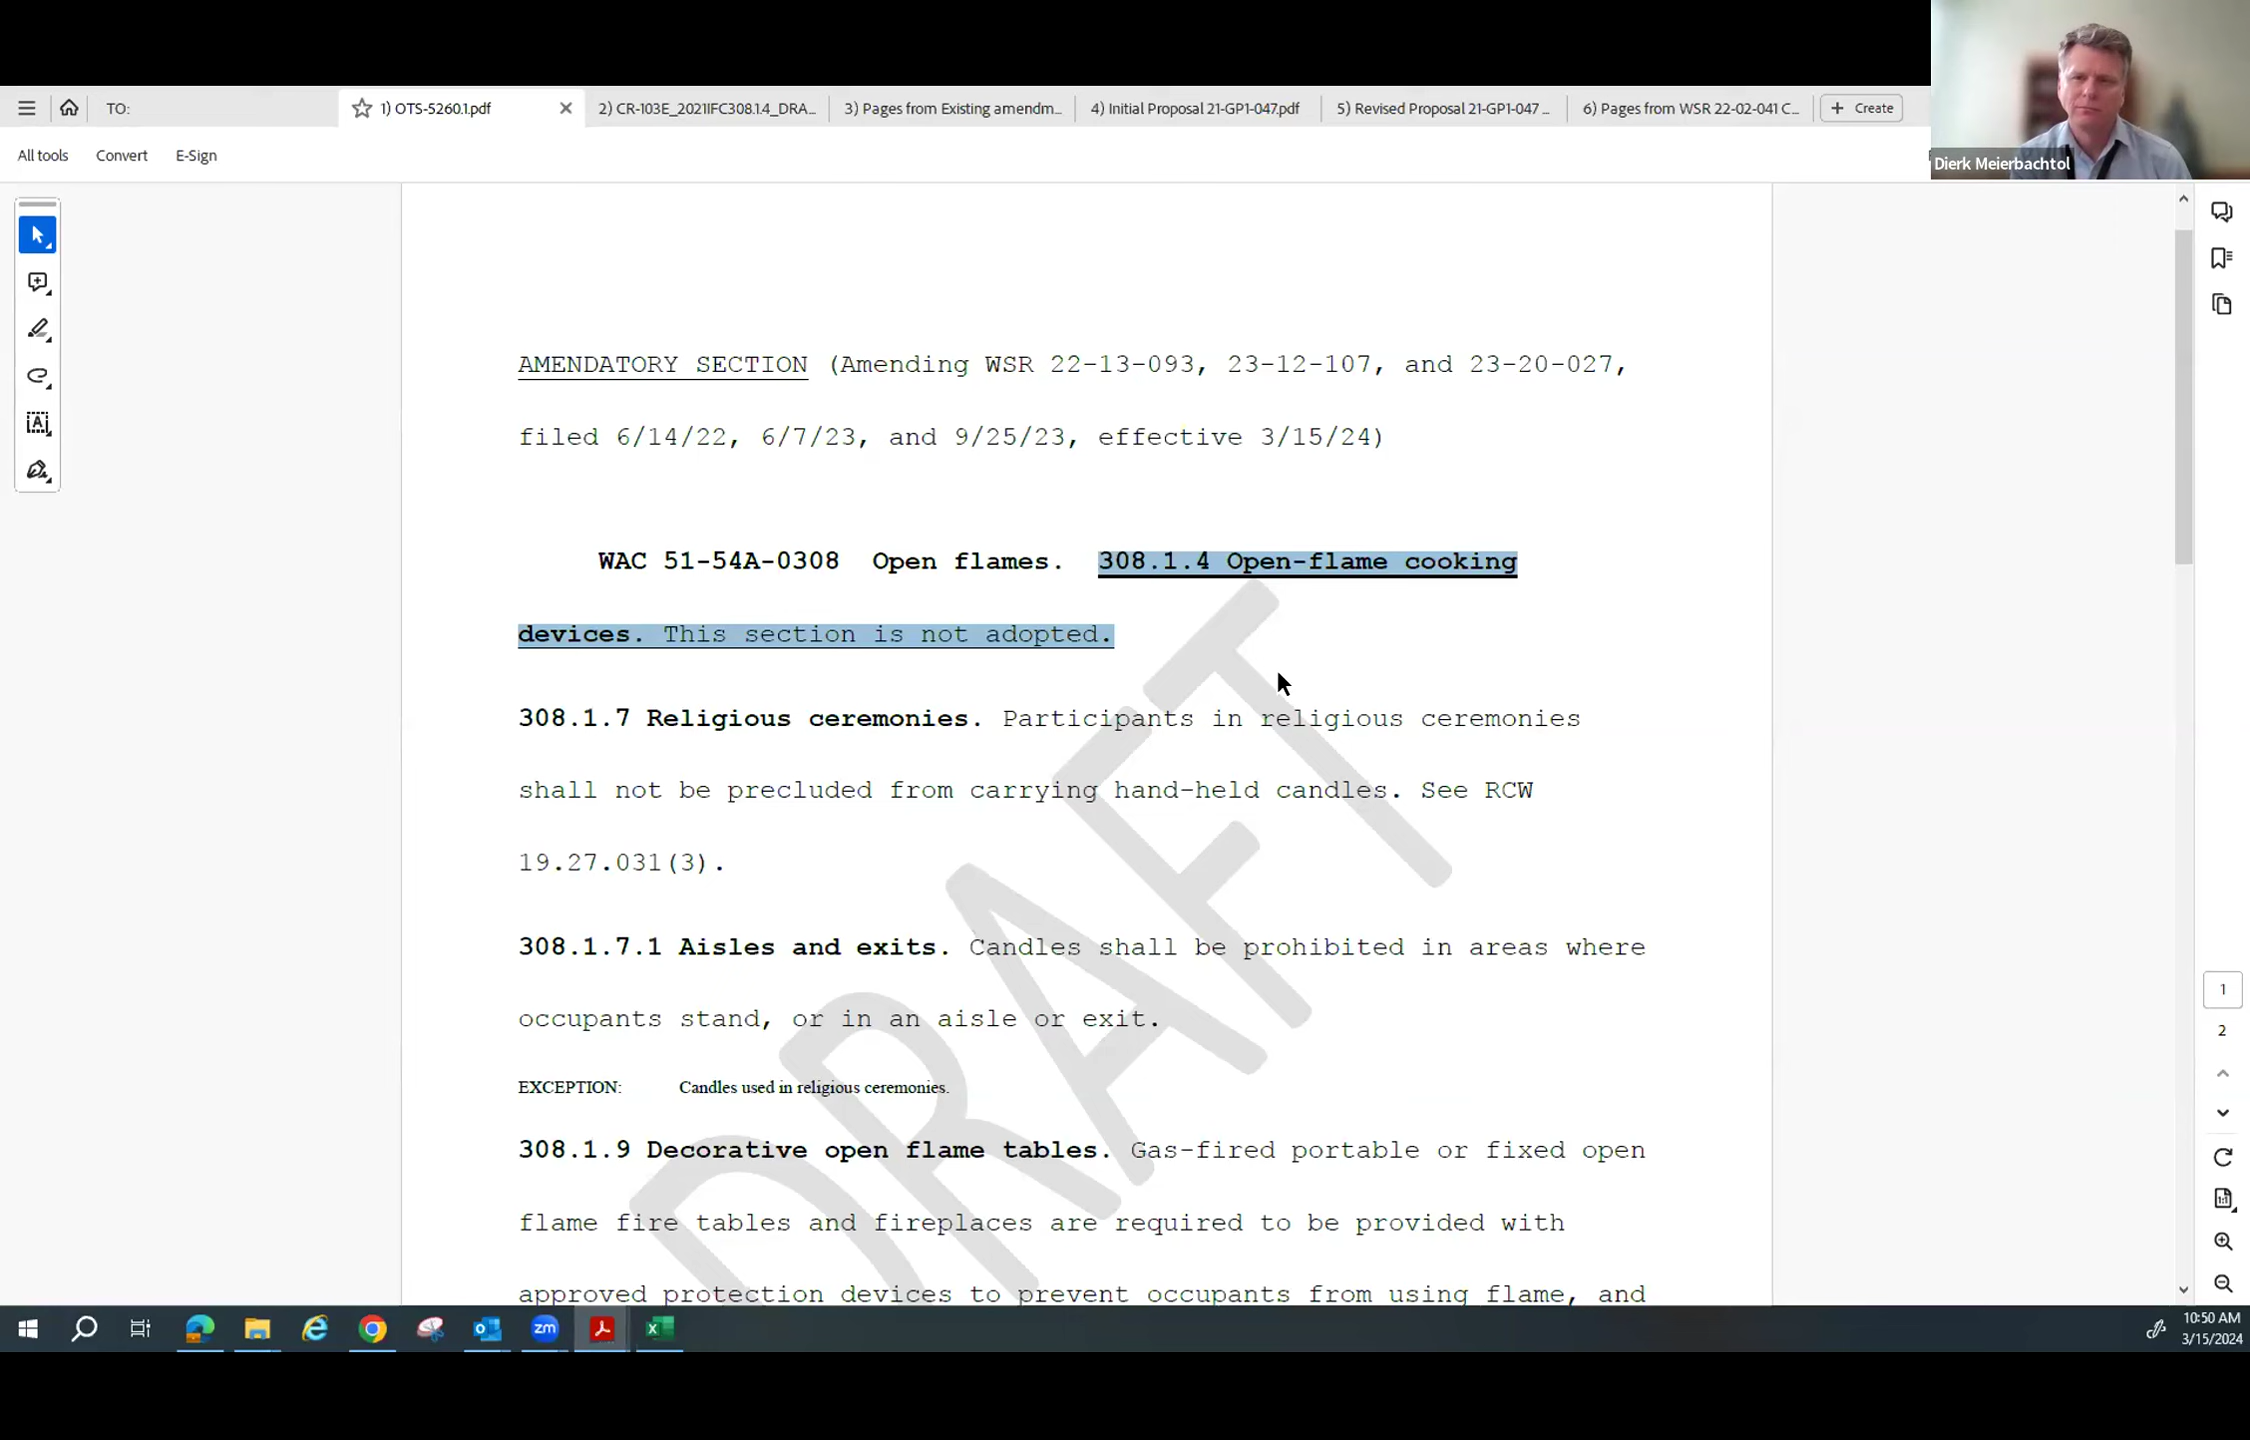 TO:
1) OTS-5260.1.pdf
2) CR-103E_2021IFC308.1.4_DRA...
3) Pages from Existing amendm...
4) Initial Proposal 21-GP1-047.pdf
5) Revised Proposal 21-GP1-047 ...
6) Pages from WSR 22-02-041 C...
+ Create
All tools
Convert
E-Sign
Dierk Meierbachtol
AMENDATORY SECTION (Amending WSR 22-13-093, 23-12-107, and 23-20-027,
filed 6/14/22, 6/7/23, and 9/25/23, effective 3/15/24)
WAC 51-54A-0308 Open flames. 308.1.4 Open-flame cooking
devices. This section is not adopted.
308.1.7 Religious ceremonies. Participants in religious ceremonies
shall not be precluded from carrying hand-held candles. See RCW
19.27.031(3).
308.1.7.1 Aisles and exits. Candles shall be prohibited in areas where
occupants stand, or in an aisle or exit.
EXCEPTION: Candles used in religious ceremonies.
308.1.9 Decorative open flame tables. Gas-fired portable or fixed open
flame fire tables and fireplaces are required to be provided with
approved protection devices to prevent occupants from using flame, and
DRAFT
1
2
zm
10:50 AM
3/15/2024